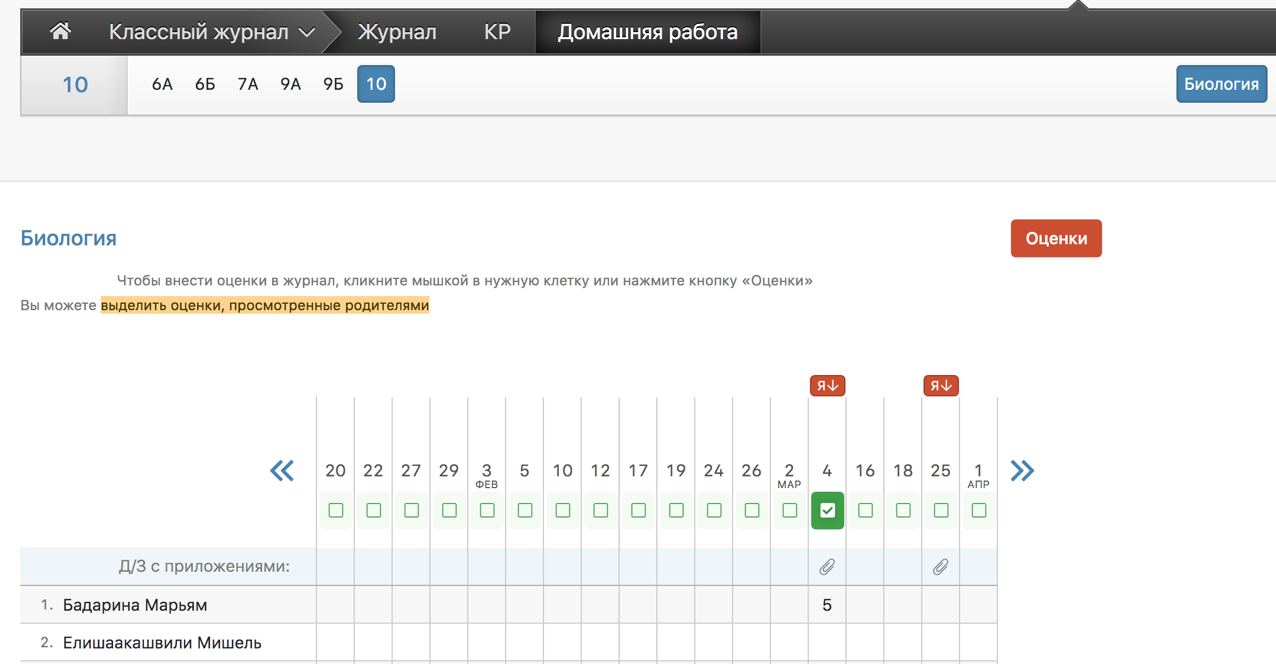 Классный журнал Журнал КР Домашняя работа
10 6А 6Б 7А 9А 9Б 10 Биология
Биология Оценки
Чтобы внести оценки в журнал, кликните мышкой в нужную клетку или нажмите кнопку «Оценки»
Вы можете выделить оценки, просмотренные родителями
Я↓ Я↓
20 22 27 29 3 5 10 12 17 19 24 26 2 4 16 18 25 1
ФЕВ МАР АПР
Д/З с приложениями:
1. Бадарина Марьям 5
2. Елишаакашвили Мишель